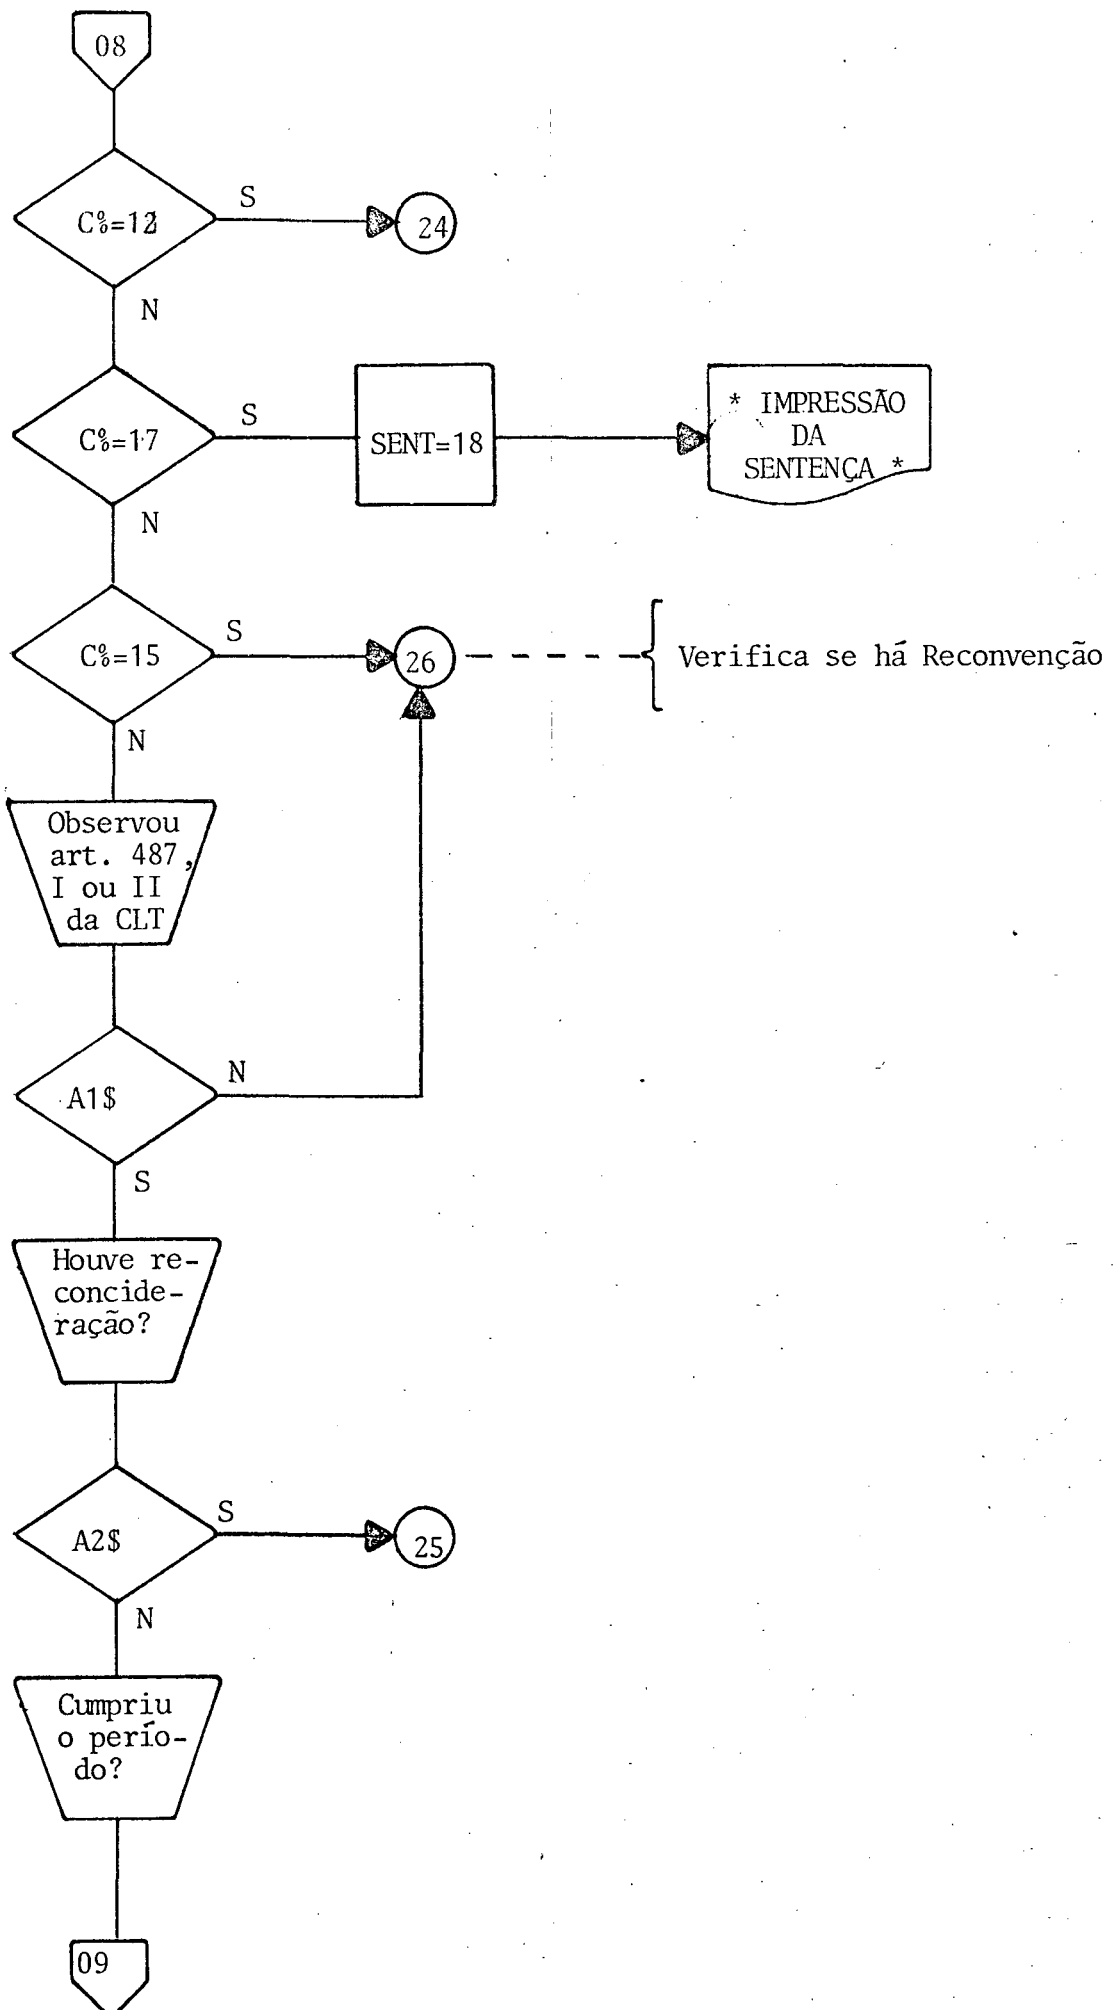 08
S
24
N
C%=17
S
SENT=18
* IMPRESSÃO
DA
SENTENÇA *
N
C%=15
S
26
Verifica se há Reconvenção
N
Observou
art. 487,
I ou II
da CLT
A1$
N
S
Houve re-
concide-
ração?
A2$
S
25
N
Cumpriu
o perío-
do?
09